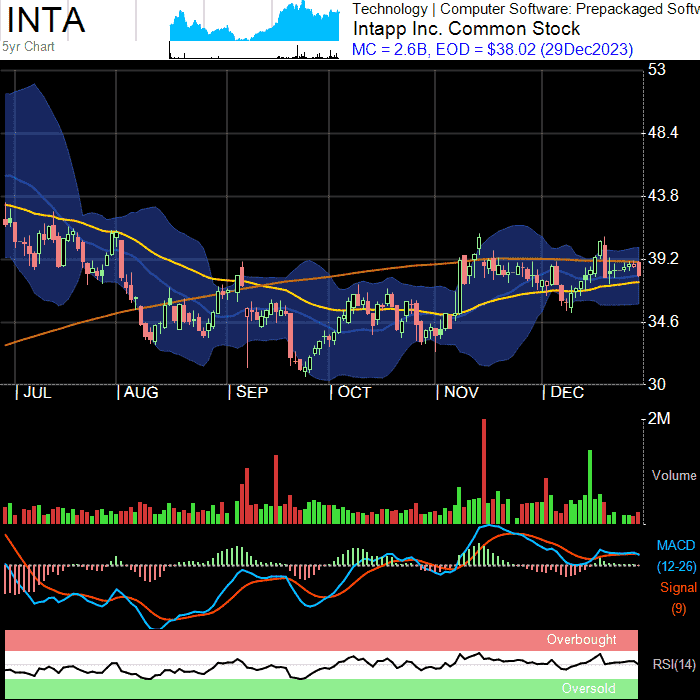 INTA
5yr Chart
Technology | Computer Software: Prepackaged Softw
Intapp Inc. Common Stock
MC = 2.6B, EOD = $38.02 (29Dec2023)
53
48.4
43.8
39.2
34.6
30
JUL AUG SEP OCT NOV DEC
2M
Volume
MACD
(12-26)
Signal
(9)
Overbought
RSI(14)
Oversold